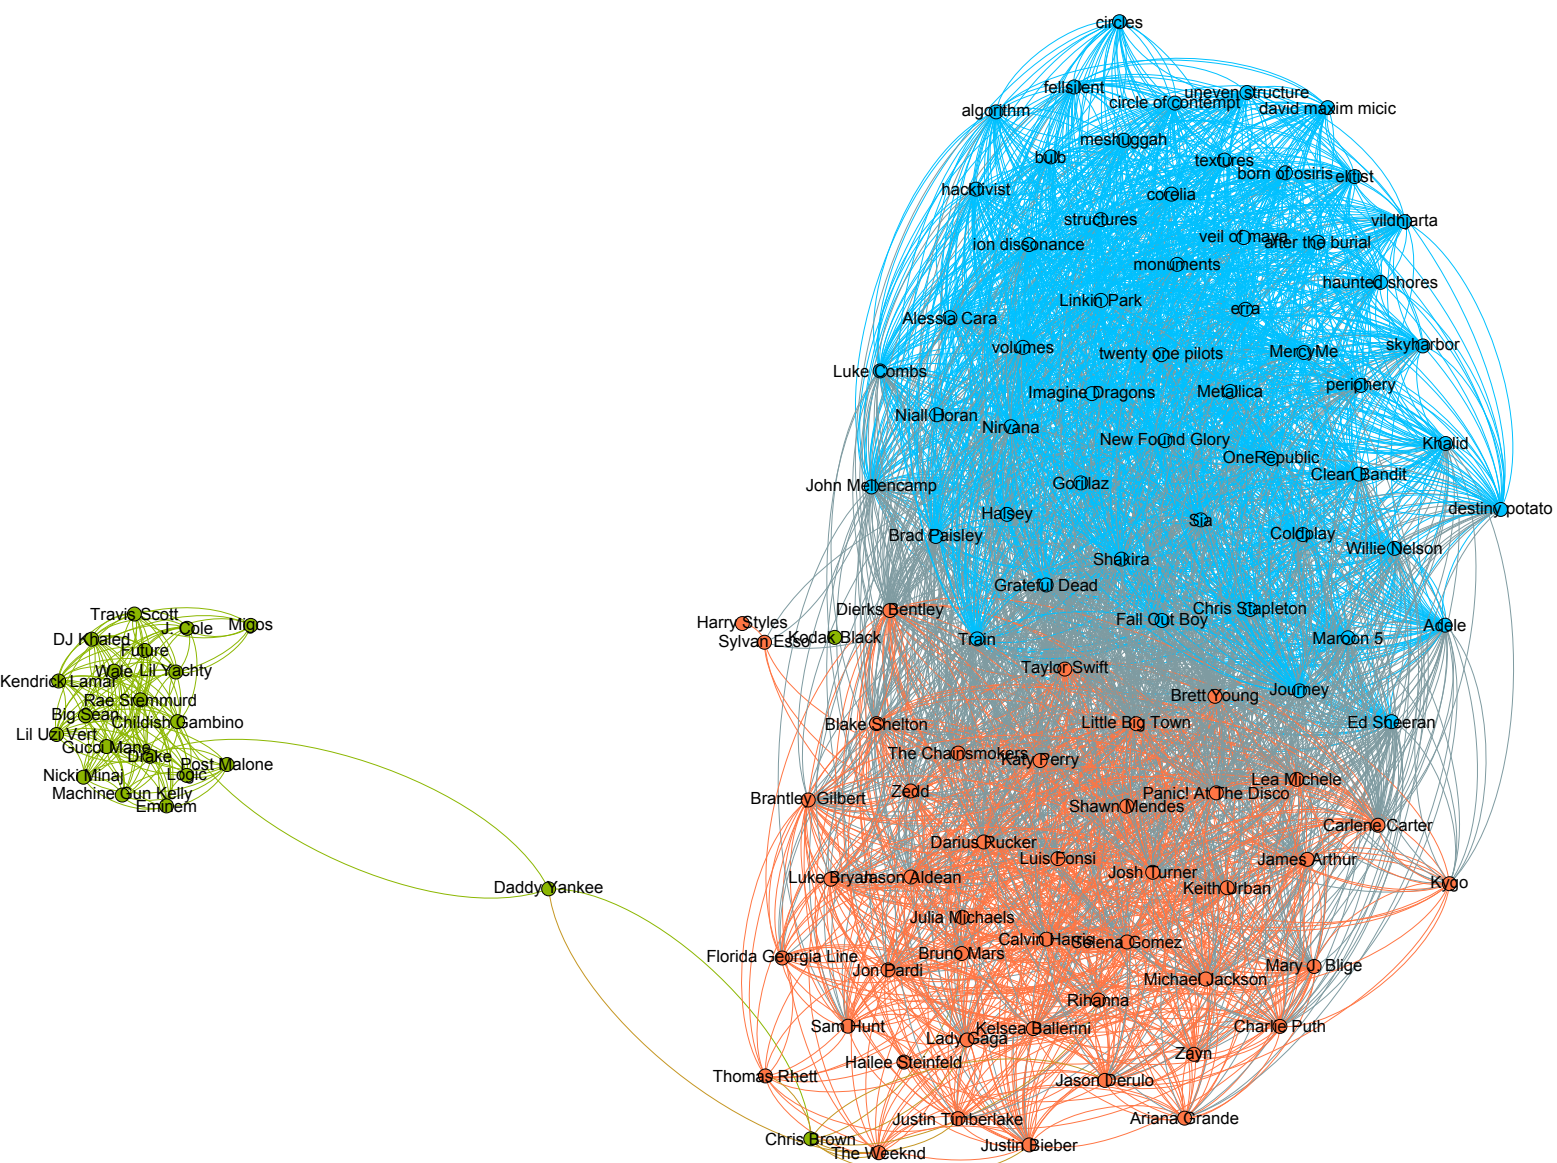 circles
fellsilent
uneven structure
circle of contempt
david maxim micic
algorithm
meshuggah
bulb
textures
born of osiris
elitist
hacktivist
corelia
structures
vildhjarta
ion dissonance
veil of maya
after the burial
monuments
haunted shores
Linkin Park
erra
Alessia Cara
volumes
twenty one pilots
MercyMe
skyharbor
Luke Combs
Imagine Dragons
Metallica
periphery
Niall Horan
Nirvana
New Found Glory
Khalid
OneRepublic
Clean Bandit
John Mellencamp
Gorillaz
destiny potato
Halsey
Sia
Brad Paisley
Coldplay
Willie Nelson
Shakira
Grateful Dead
Dierks Bentley
Chris Stapleton
Fall Out Boy
Harry Styles
Sylvan Esso
Kodak Black
Train
Maroon 5
Adele
Travis Scott
J. Cole
Migos
DJ Khaled
Future
Wale
Lil Yachty
Kendrick Lamar
Rae Sremmurd
Big Sean
Childish Gambino
Lil Uzi Vert
Gucci Mane
Drake
Post Malone
Nicki Minaj
Logic
Machine Gun Kelly
Eminem
Taylor Swift
Brett Young
Journey
Blake Shelton
Little Big Town
Ed Sheeran
The Chainsmokers
Katy Perry
Lea Michele
Brantley Gilbert
Zedd
Shawn Mendes
Panic! At The Disco
Carlene Carter
Darius Rucker
Luis Fonsi
Josh Turner
James Arthur
Luke Bryan
Jason Aldean
Keith Urban
Kygo
Daddy Yankee
Julia Michaels
Calvin Harris
Selena Gomez
Florida Georgia Line
Bruno Mars
Jon Pardi
Michael Jackson
Mary J. Blige
Rihanna
Sam Hunt
Kelsea Ballerini
Lady Gaga
Charlie Puth
Hailee Steinfeld
Zayn
Thomas Rhett
Jason Derulo
Justin Timberlake
Ariana Grande
Chris Brown
The Weeknd
Justin Bieber